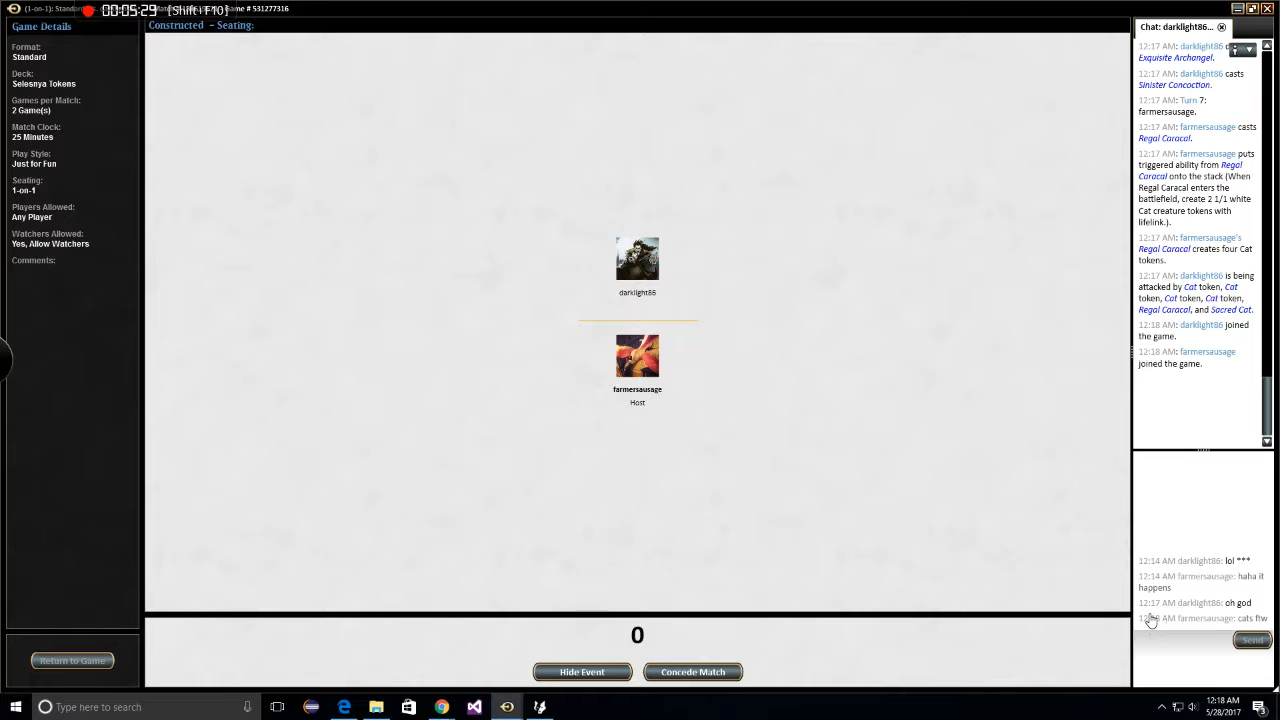 (1-on-1): Standard
00:05:29 [Shift+F10]
Game # 531277316
Game Details
Format:
Standard
Deck:
Selesnya Tokens
Games per Match:
2 Game(s)
Match Clock:
25 Minutes
Play Style:
Just for Fun
Seating:
1-on-1
Players Allowed:
Any Player
Watchers Allowed:
Yes, Allow Watchers
Comments:
Return to Game
Constructed - Seating:
darklight86
farmersausage
Host
0
Hide Event
Concede Match
Chat: darklight86...
12:17 AM: darklight86
Exquisite Archangel.
12:17 AM: darklight86 casts
Sinister Concoction.
12:17 AM: Turn 7:
farmersausage.
12:17 AM: farmersausage casts
Regal Caracal.
12:17 AM: farmersausage puts
triggered ability from Regal
Caracal onto the stack (When
Regal Caracal enters the
battlefield, create 2 1/1 white
Cat creature tokens with
lifelink.).
12:17 AM: farmersausage's
Regal Caracal creates four Cat
tokens.
12:17 AM: darklight86 is being
attacked by Cat token, Cat
token, Cat token, Cat token,
Regal Caracal, and Sacred Cat.
12:18 AM: darklight86 joined
the game.
12:18 AM: farmersausage
joined the game.
12:14 AM darklight86: lol ***
12:14 AM farmersausage: haha it
happens
12:17 AM darklight86: oh god
AM farmersausage: cats ftw
Send
Type here to search
12:18 AM
5/28/2017
3